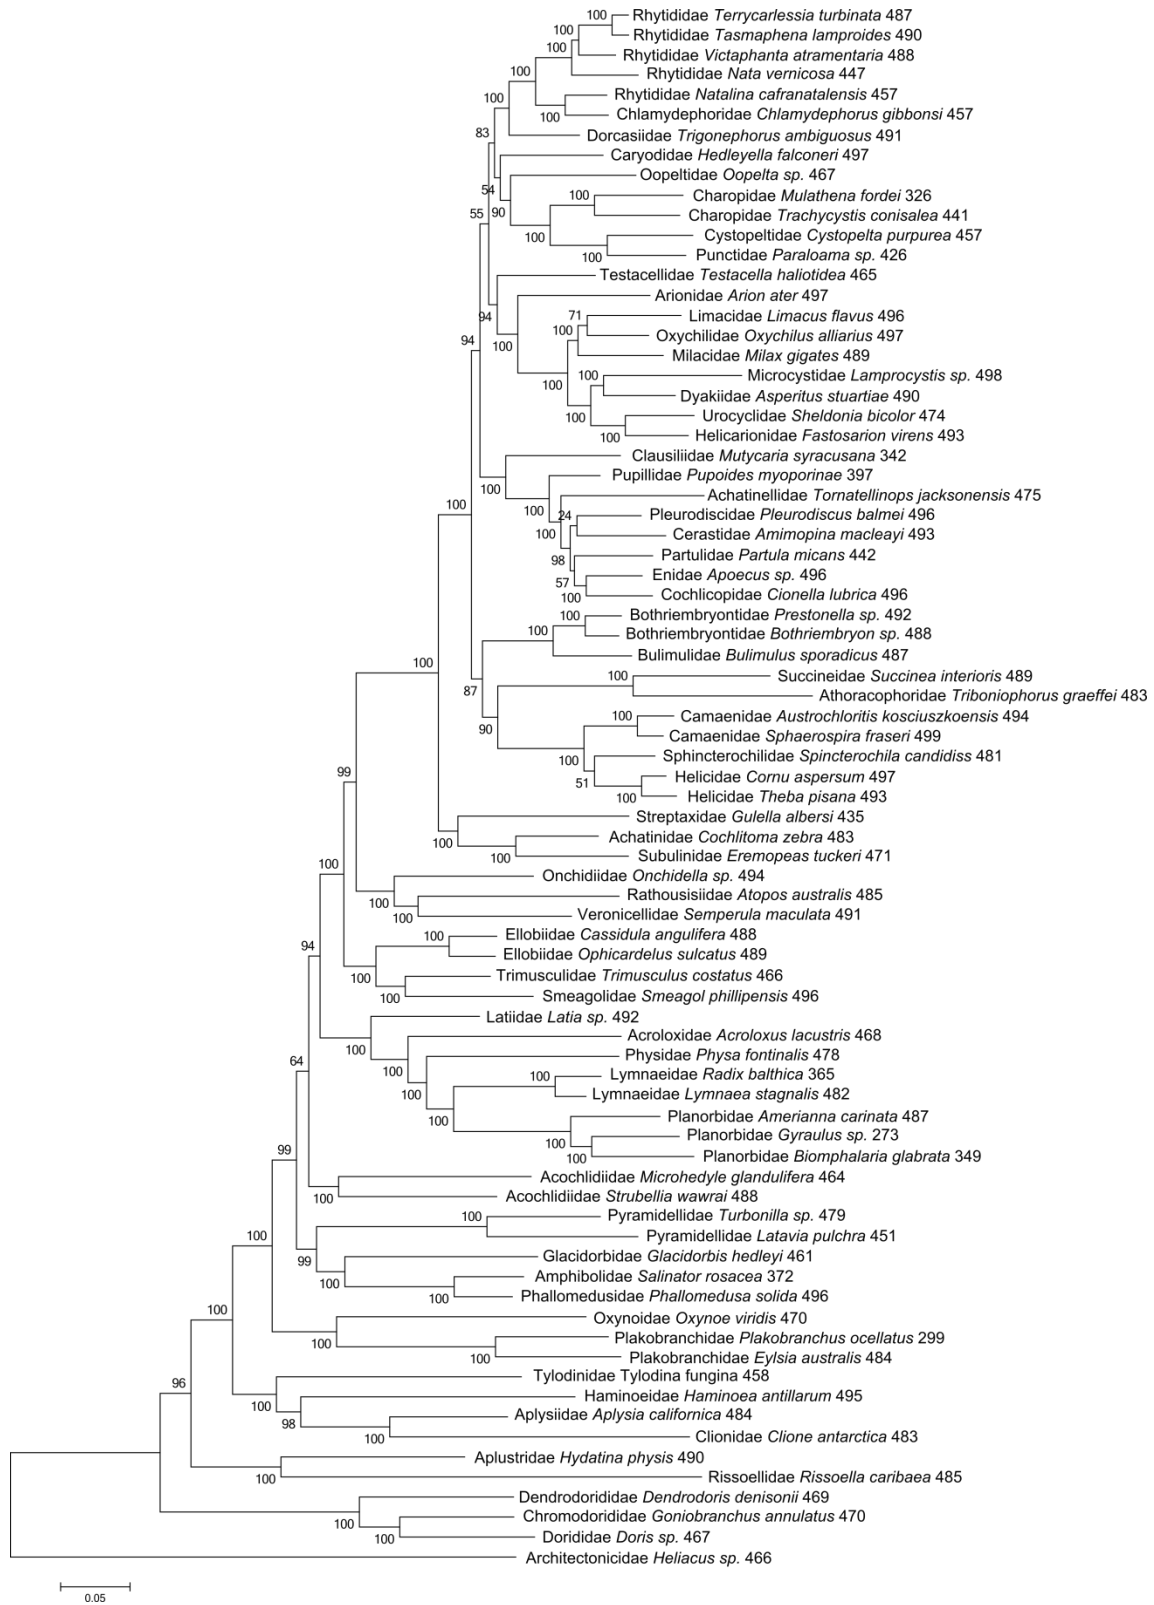 Rhytididae Terrycarlessia turbinata 487
Rhytididae Tasmaphena lamproides 490
Rhytididae Victaphanta atramentaria 488
Rhytididae Nata vernicosa 447
Rhytididae Natalina cafranatalensis 457
Chlamydephoridae Chlamydephorus gibbonsi 457
Dorcasiidae Trigonephorus ambiguosus 491
Caryodidae Hedleyella falconeri 497
Oopeltidae Oopelta sp. 467
Charopidae Mulathena fordei 326
Charopidae Trachycystis conisalea 441
Cystopeltidae Cystopelta purpurea 457
Punctidae Paraloama sp. 426
Testacellidae Testacella haliotidea 465
Arionidae Arion ater 497
Limacidae Limacus flavus 496
Oxychilidae Oxychilus alliarius 497
Milacidae Milax gigates 489
Microcystidae Lamprocystis sp. 498
Dyakiidae Asperitus stuartiae 490
Urocyclidae Sheldonia bicolor 474
Helicarionidae Fastosarion virens 493
Clausiliidae Mutycaria syracusana 342
Pupillidae Pupoides myoporinae 397
Achatinellidae Tornatellinops jacksonensis 475
Pleurodiscidae Pleurodiscus balmei 496
Cerastidae Amimopina macleayi 493
Partulidae Partula micans 442
Enidae Apoecus sp. 496
Cochlicopidae Cionella lubrica 496
Bothriembryontidae Prestonella sp. 492
Bothriembryontidae Bothriembryon sp. 488
Bulimulidae Bulimulus sporadicus 487
Succineidae Succinea interioris 489
Athoracophoridae Triboniophorus graeffei 483
Camaenidae Austrochloritis kosciuszkoensis 494
Camaenidae Sphaerospira fraseri 499
Sphincterochilidae Spincterochila candidiss 481
Helicidae Cornu aspersum 497
Helicidae Theba pisana 493
Streptaxidae Gulella albersi 435
Achatinidae Cochlitoma zebra 483
Subulinidae Eremopeas tuckeri 471
Onchidiidae Onchidella sp. 494
Rathousisiidae Atopos australis 485
Veronicellidae Semperula maculata 491
Ellobiidae Cassidula angulifera 488
Ellobiidae Ophicardelus sulcatus 489
Trimusculidae Trimusculus costatus 466
Smeagolidae Smeagol phillipensis 496
Latiidae Latia sp. 492
Acroloxidae Acroloxus lacustris 468
Physidae Physa fontinalis 478
Lymnaeidae Radix balthica 365
Lymnaeidae Lymnaea stagnalis 482
Planorbidae Amerianna carinata 487
Planorbidae Gyraulus sp. 273
Planorbidae Biomphalaria glabrata 349
Acochlidiidae Microhedyle glandulifera 464
Acochlidiidae Strubellia wawrai 488
Pyramidellidae Turbonilla sp. 479
Pyramidellidae Latavia pulchra 451
Glacidorbidae Glacidorbis hedleyi 461
Amphibolidae Salinator rosacea 372
Phallomedusidae Phallomedusa solida 496
Oxynoidae Oxynoe viridis 470
Plakobranchidae Plakobranchus ocellatus 299
Plakobranchidae Eylsia australis 484
Tylodinidae Tylodina fungina 458
Haminoeidae Haminoea antillarum 495
Aplysiidae Aplysia californica 484
Clionidae Clione antarctica 483
Aplustridae Hydatina physis 490
Rissoellidae Rissoella caribaea 485
Dendrodorididae Dendrodoris denisonii 469
Chromodorididae Goniobranchus annulatus 470
Dorididae Doris sp. 467
Architectonicidae Heliacus sp. 466
100
100
100
100
100
100
83
54
90
100
100
100
55
94
100
71
100
100
100
100
100
94
100
100
24
100
98
57
100
100
100
100
87
100
90
100
100
51
100
100
100
100
99
100
100
100
100
100
100
94
100
100
100
100
100
100
100
64
100
99
100
99
100
100
100
100
100
100
100
98
100
96
100
100
100
0.05